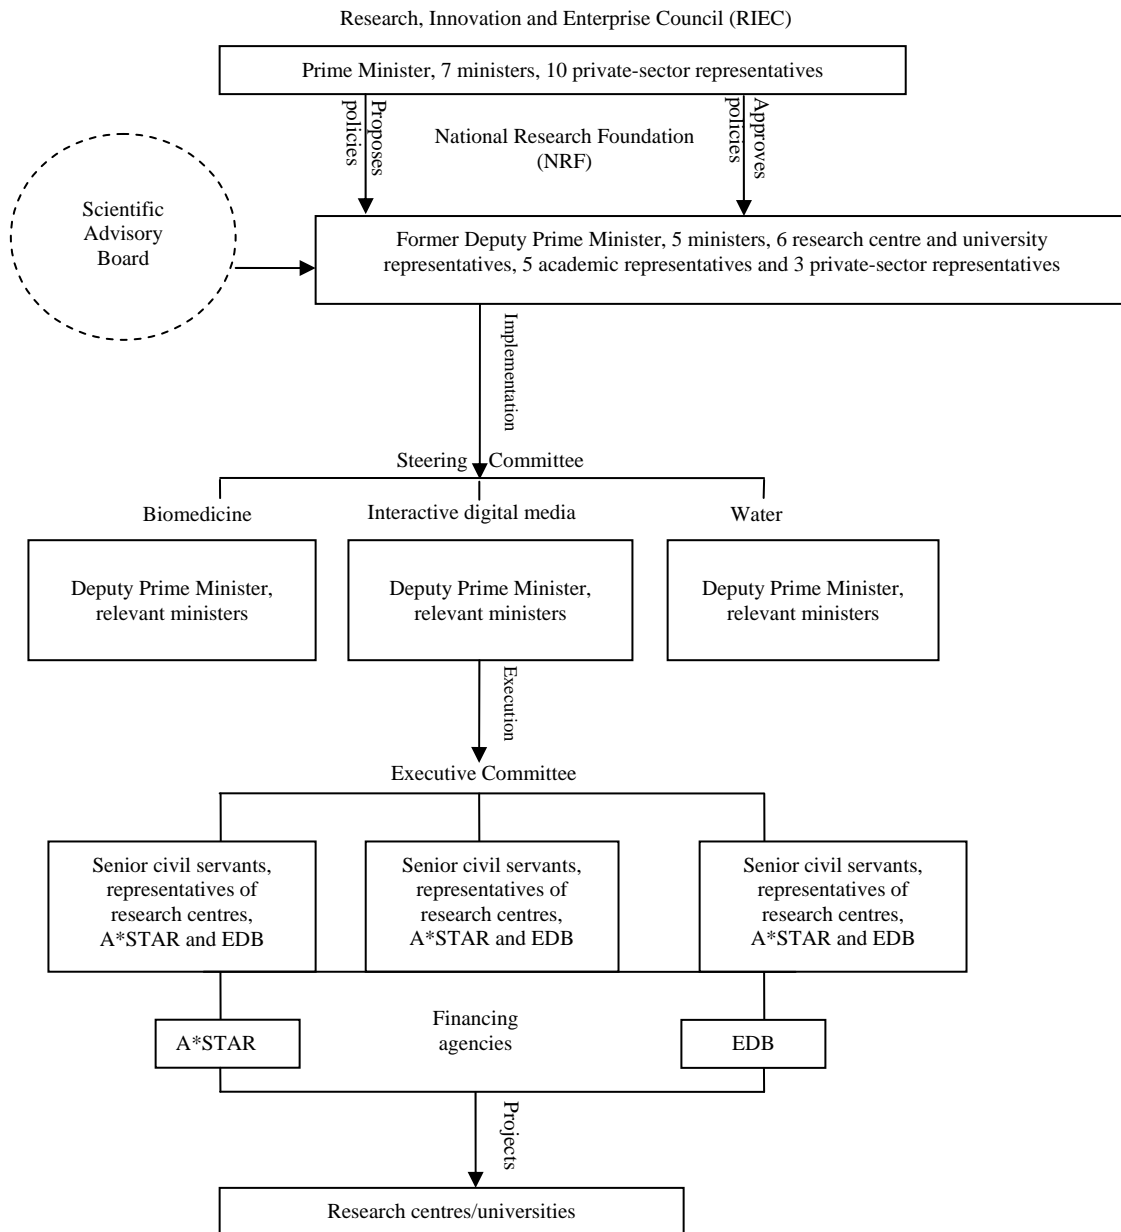 Research, Innovation and Enterprise Council (RIEC)
Prime Minister, 7 ministers, 10 private-sector representatives
Proposes
policies
National Research Foundation
(NRF)
Approves
policies
Scientific
Advisory
Board
Former Deputy Prime Minister, 5 ministers, 6 research centre and university
representatives, 5 academic representatives and 3 private-sector representatives
Implementation
Steering Committee
Biomedicine
Interactive digital media
Water
Deputy Prime Minister,
relevant ministers
Deputy Prime Minister,
relevant ministers
Deputy Prime Minister,
relevant ministers
Execution
Executive Committee
Senior civil servants,
representatives of
research centres,
A*STAR and EDB
Senior civil servants,
representatives of
research centres,
A*STAR and EDB
Senior civil servants,
representatives of
research centres,
A*STAR and EDB
A*STAR
Financing
agencies
EDB
Projects
Research centres/universities